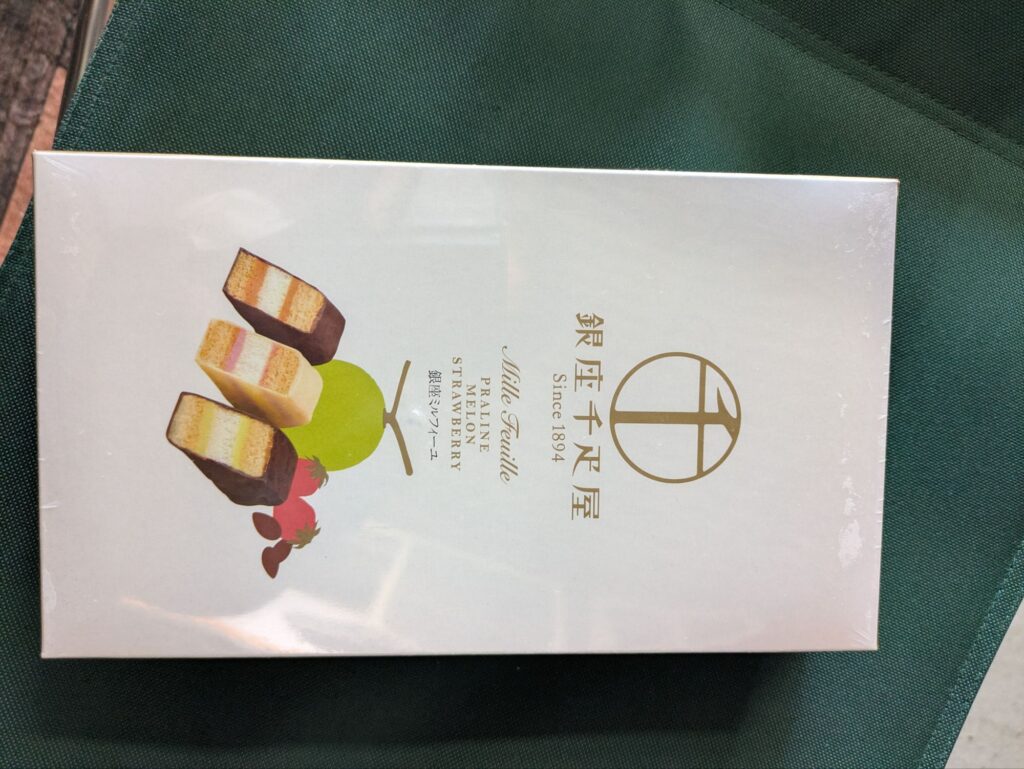 千
銀座千疋屋
Since 1894
Mille Feuille
PRALINE
MELON
STRAWBERRY
銀座ミルフィーユ